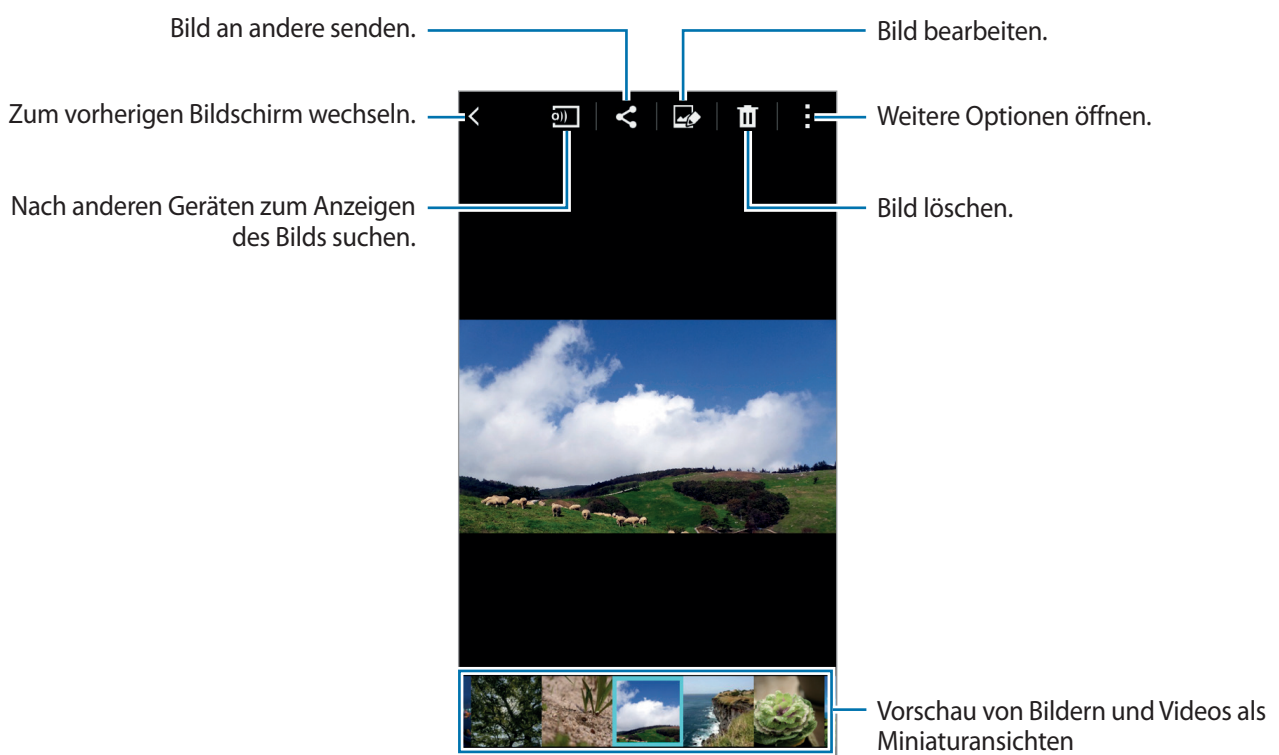 Bild an andere senden.
Bild bearbeiten.
Zum vorherigen Bildschirm wechseln.
Weitere Optionen öffnen.
Nach anderen Geräten zum Anzeigen
des Bilds suchen.
Bild löschen.
Vorschau von Bildern und Videos als
Miniaturansichten